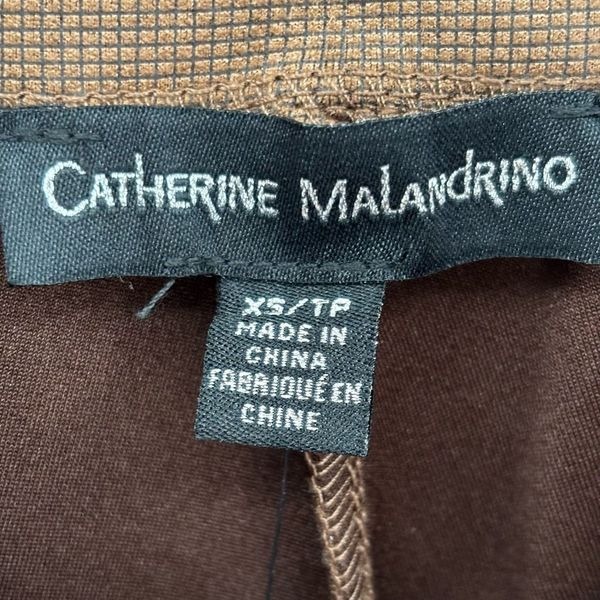 CATHERINE MALANDRINO
XS/TP
MADE IN
CHINA
FABRIQUÉ EN
CHINE